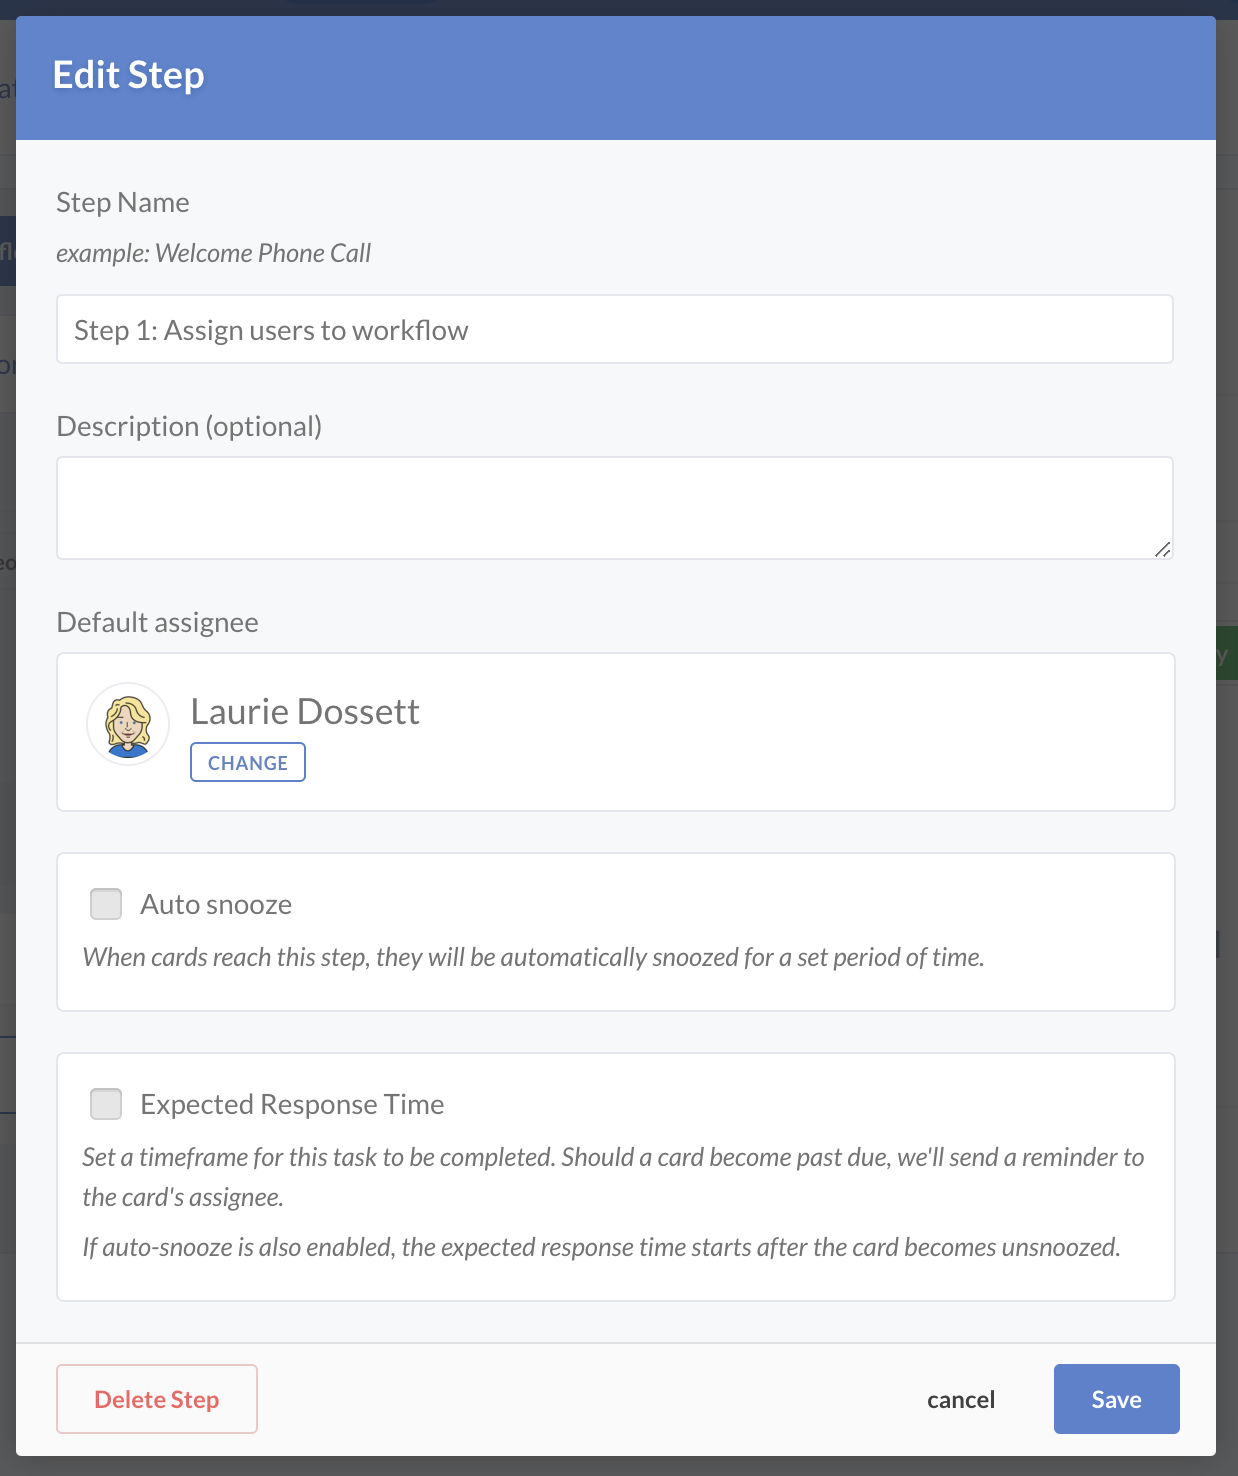 Edit Step
Step Name
example: Welcome Phone Call
Step 1: Assign users to workflow
Description (optional)
Default assignee
Laurie Dossett
CHANGE
Auto snooze
When cards reach this step, they will be automatically snoozed for a set period of time.
Expected Response Time
Set a timeframe for this task to be completed. Should a card become past due, we'll send a reminder to
the card's assignee.
If auto-snooze is also enabled, the expected response time starts after the card becomes unsnoozed.
Delete Step
cancel
Save